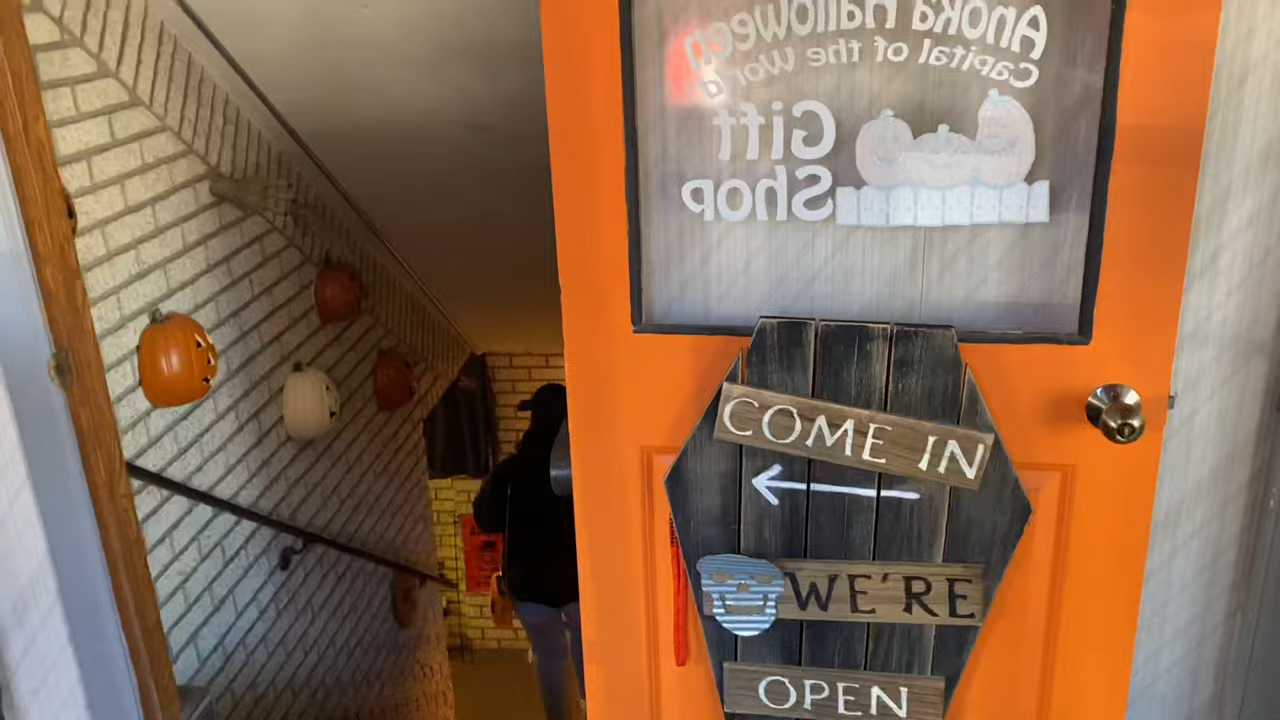 Anoka Halloween
Capital of the World
Gift
Shop
COME IN
WE'RE
OPEN